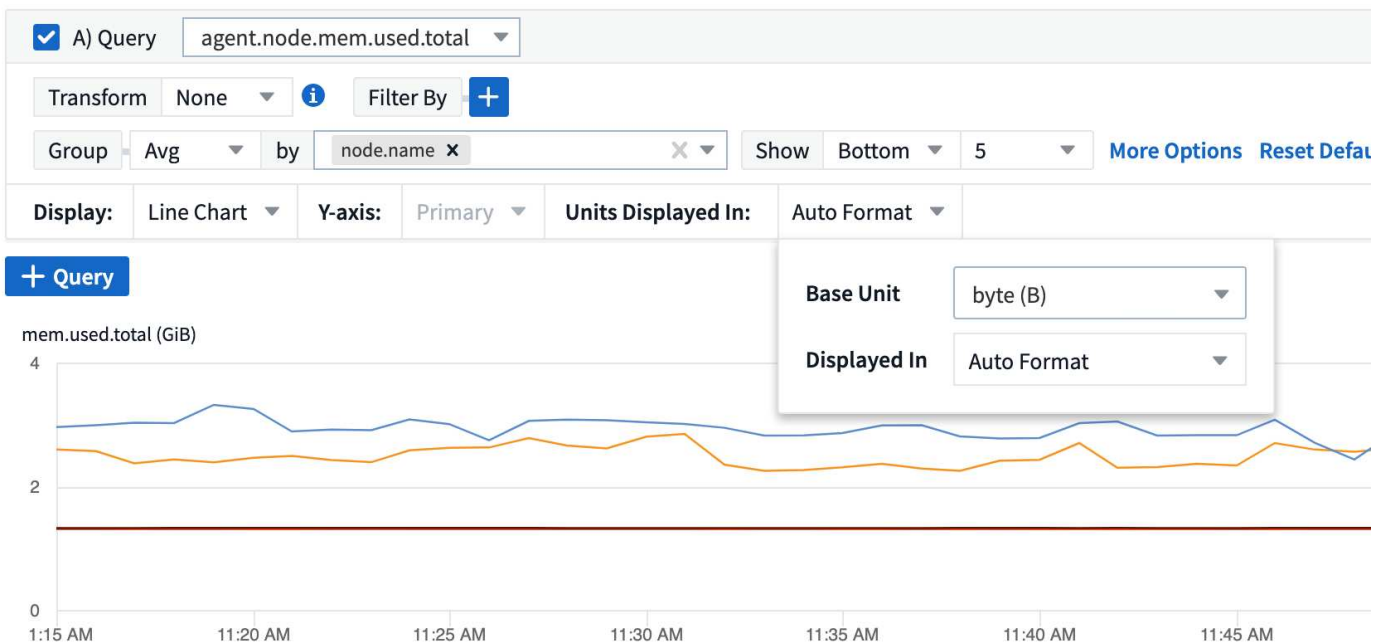 A) Query agent.node.mem.used.total
Transform None i Filter By +
Group Avg by node.name × Show Bottom 5 More Options Reset Defau
Display: Line Chart Y-axis: Primary Units Displayed In: Auto Format
+ Query
Base Unit byte (B)
Displayed In Auto Format
mem.used.total (GiB)
4
2
0
1:15 AM 11:20 AM 11:25 AM 11:30 AM 11:35 AM 11:40 AM 11:45 AM